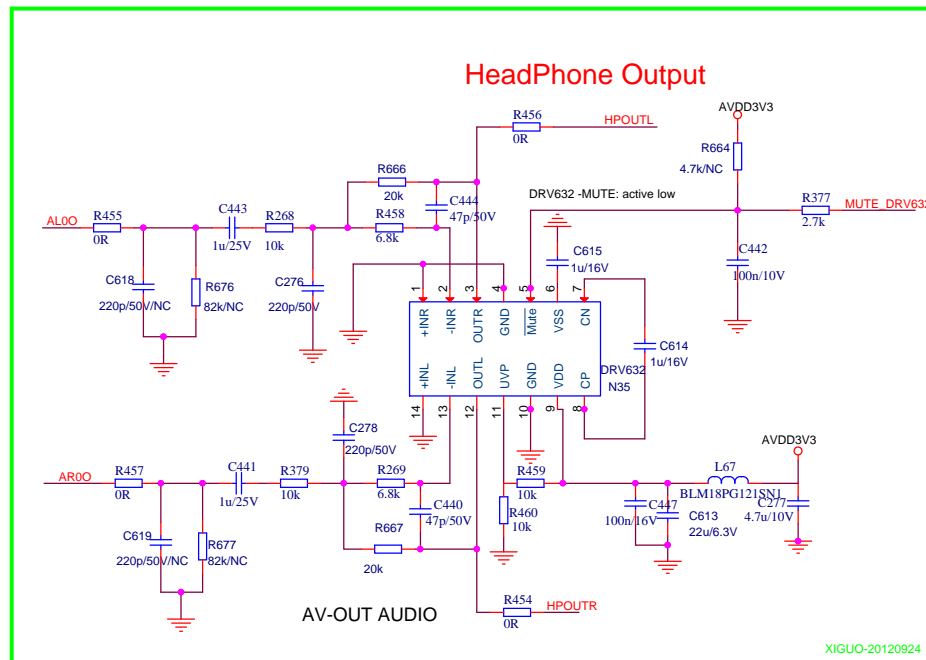 HeadPhone Output
AVDD3V3
R456
0R
HPOUTL
R664
4.7k/NC
R666
20k
DRV632 -MUTE: active low
C444
47p/50V
R377
2.7k
MUTE_DRV632
AL0O
R455
0R
C443
1u/25V
R268
10k
R458
6.8k
C615
1u/16V
C442
100n/10V
C618
220p/50V/NC
R676
82k/NC
C276
220p/50V
1
2
3
4
5
6
7
+INR
-INR
OUTR
GND
Mute
VSS
CN
C614
1u/16V
+INL
-INL
OUTL
UVP
GND
VDD
CP
DRV632
N35
14
13
12
11
10
9
8
C278
220p/50V
AVDD3V3
AR0O
R457
0R
C441
1u/25V
R379
10k
R269
6.8k
R459
10k
L67
BLM18PG121SN1
C440
47p/50V
R460
10k
C447
100n/16V
C613
22u/6.3V
C277
4.7u/10V
C619
220p/50V/NC
R677
82k/NC
R667
20k
AV-OUT AUDIO
R454
0R
HPOUTR
XIGUO-20120924